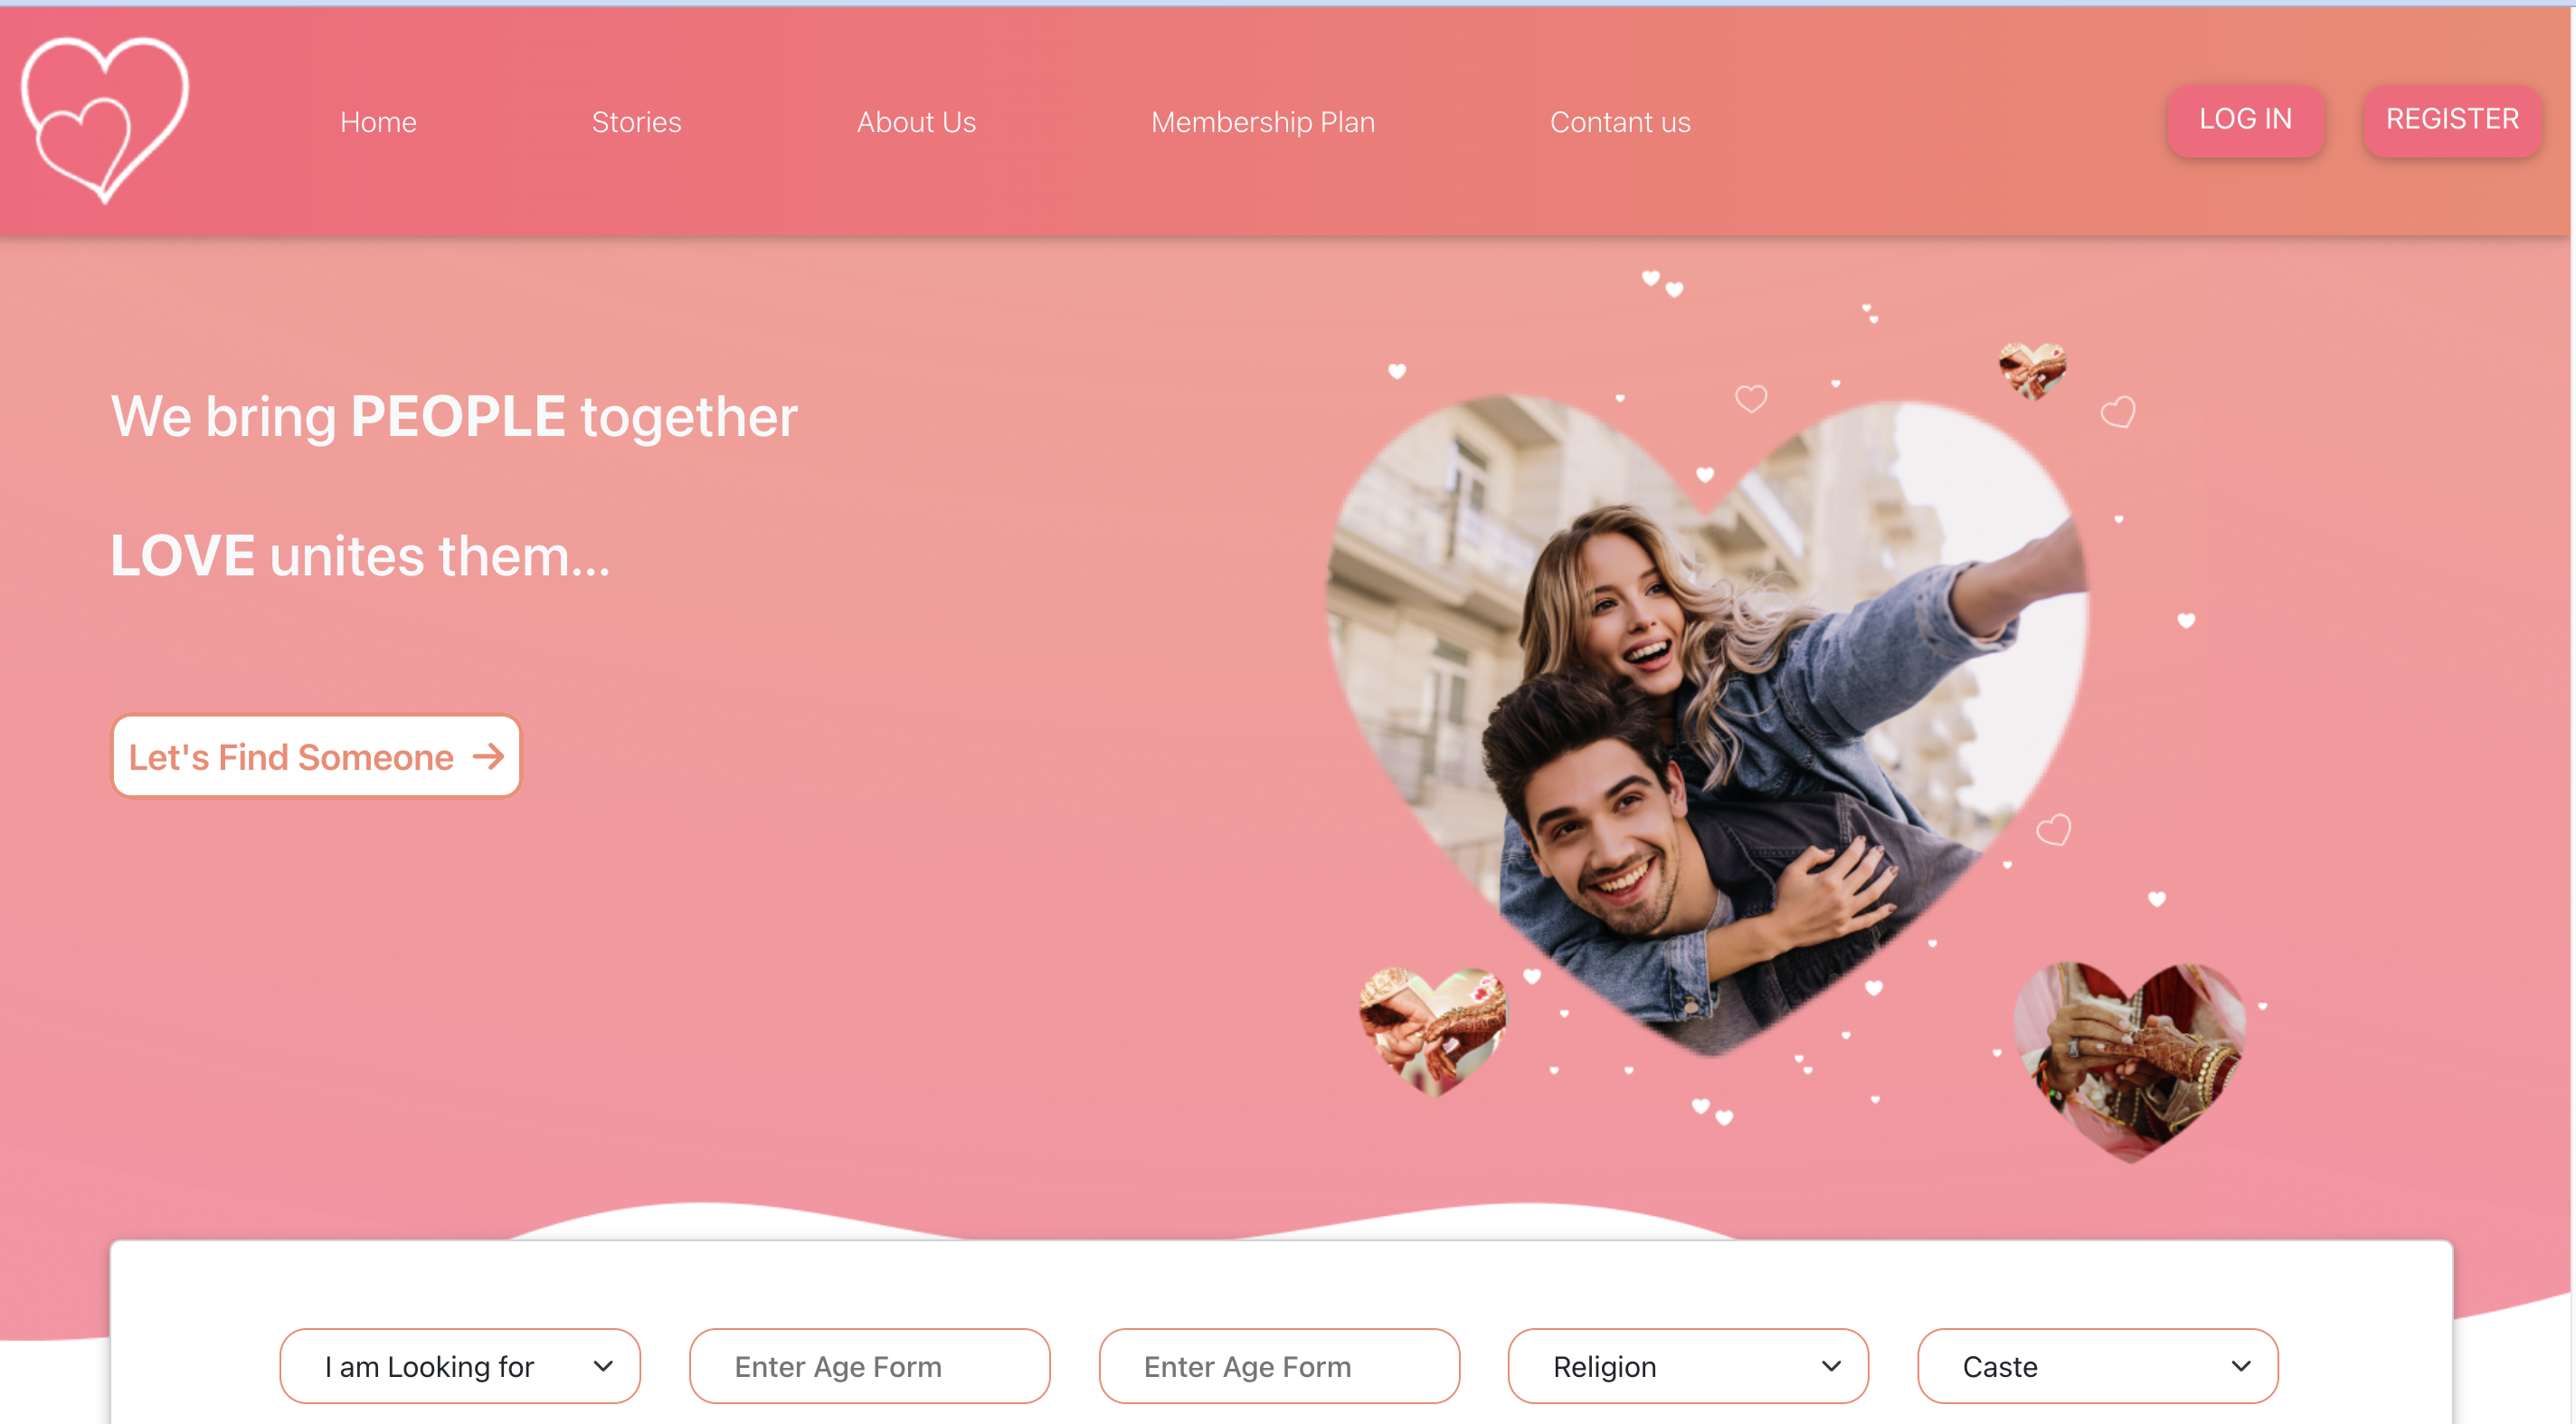 Home Stories About Us Membership Plan Contant us LOG IN REGISTER
We bring PEOPLE together
LOVE unites them...
Let's Find Someone →
I am Looking for Enter Age Form Enter Age Form Religion Caste